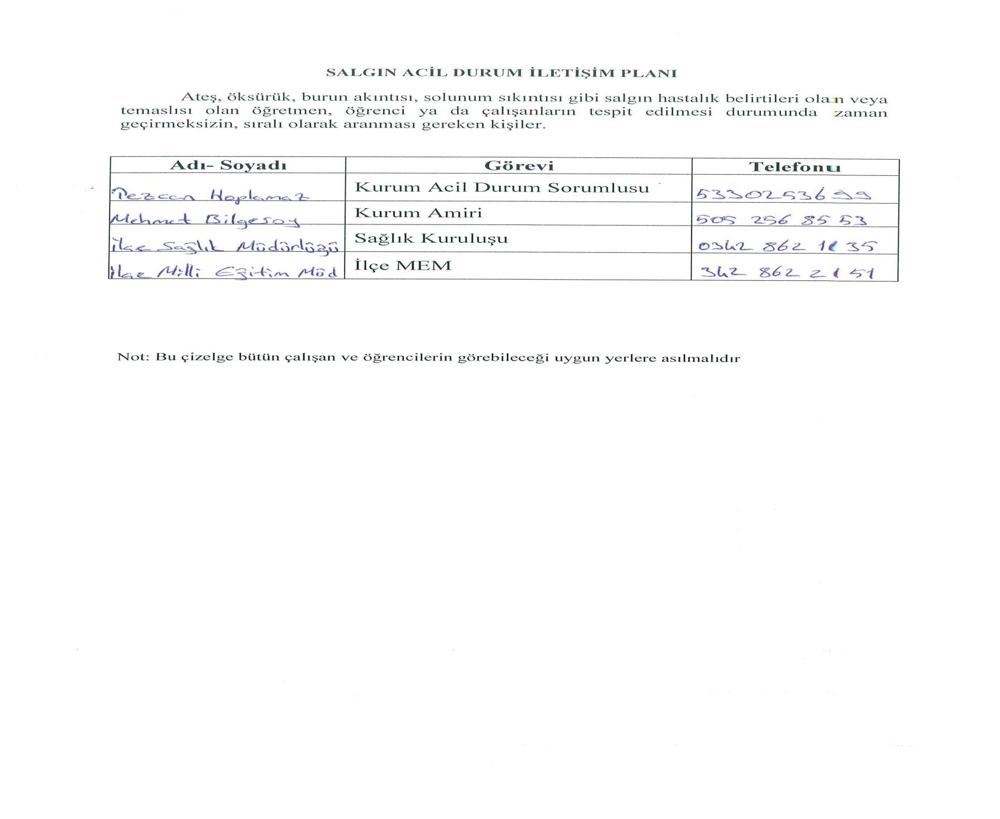 SALGIN ACİL DURUM İLETİŞİM PLANI
Ateş, öksürük, burun akıntısı, solunum sıkıntısı gibi salgın hastalık belirtileri olan veya
temaslısı olan öğretmen, öğrenci ya da çalışanların tespit edilmesi durumunda zaman
geçirmeksizin, sıralı olarak aranması gereken kişiler.
Adı- Soyadı Görevi Telefonu
Tezcan Hoplamaz Kurum Acil Durum Sorumlusu 5330253699
Mehmet Bilgesoy Kurum Amiri 505 256 85 53
İlçe Sağlık Müdürlüğü Sağlık Kuruluşu 0342 862 11 35
İlçe Milli Eğitim Müd İlçe MEM 342 862 21 51
Not: Bu çizelge bütün çalışan ve öğrencilerin görebileceği uygun yerlere asılmalıdır